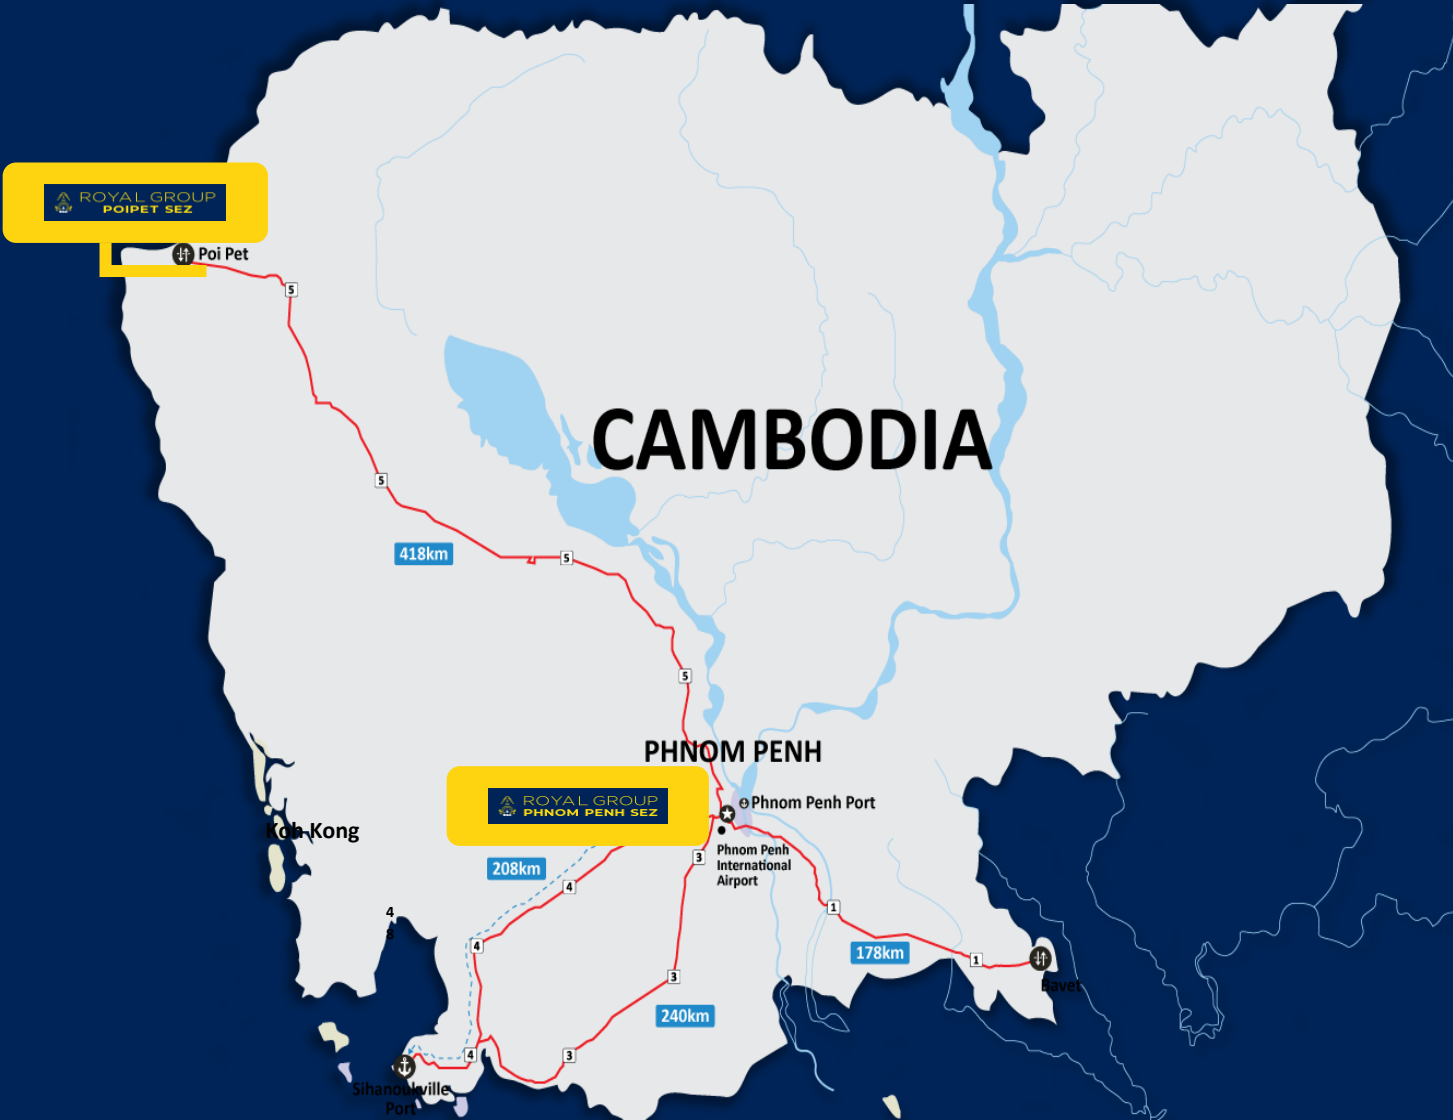 ROYAL GROUP
POIPET SEZ
Poi Pet
5
5
CAMBODIA
418km
5
5
PHNOM PENH
ROYAL GROUP
PHNOM PENH SEZ
Phnom Penh Port
Phnom Penh
International
Airport
Koh Kong
208km
3
4
1
4
8
4
178km
1
3
Bavet
240km
4
3
Sihanoukville
Port